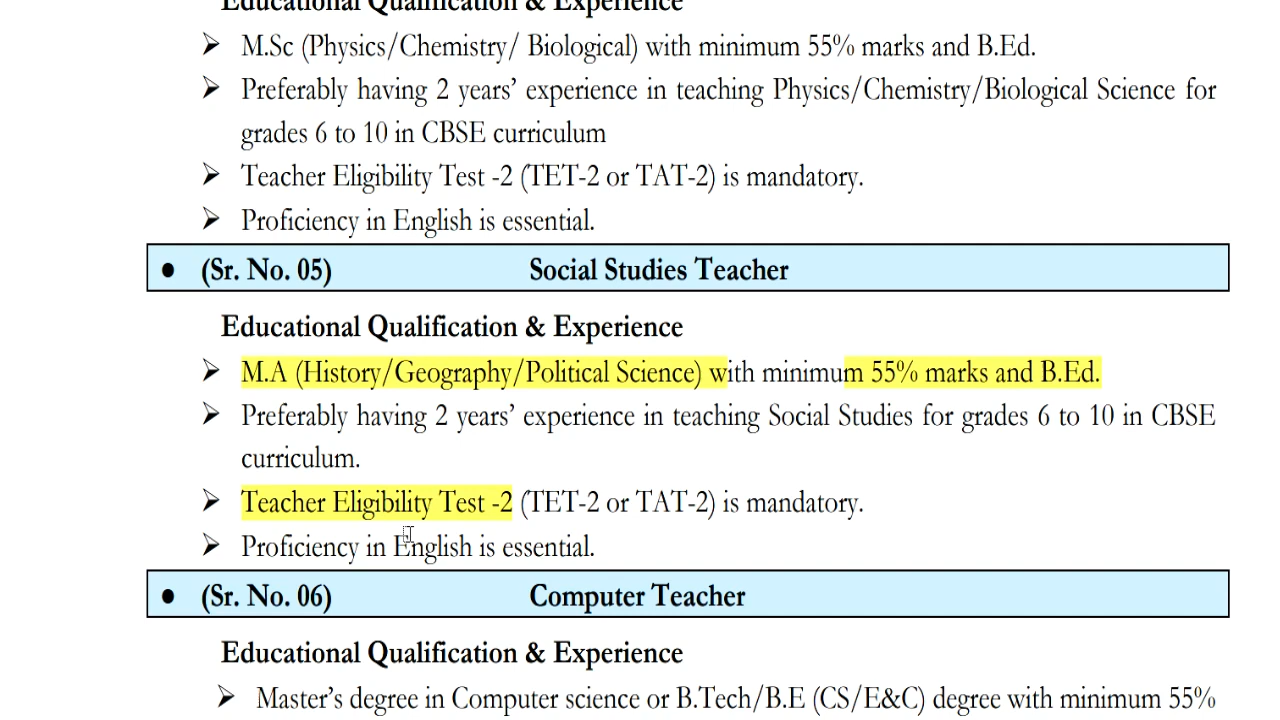 Educational Qualification & Experience
➢ M.Sc (Physics/Chemistry/ Biological) with minimum 55% marks and B.Ed.
➢ Preferably having 2 years’ experience in teaching Physics/Chemistry/Biological Science for
grades 6 to 10 in CBSE curriculum
➢ Teacher Eligibility Test -2 (TET-2 or TAT-2) is mandatory.
➢ Proficiency in English is essential.
● (Sr. No. 05) Social Studies Teacher
Educational Qualification & Experience
➢ M.A (History/Geography/Political Science) with minimum 55% marks and B.Ed.
➢ Preferably having 2 years’ experience in teaching Social Studies for grades 6 to 10 in CBSE
curriculum.
➢ Teacher Eligibility Test -2 (TET-2 or TAT-2) is mandatory.
➢ Proficiency in English is essential.
● (Sr. No. 06) Computer Teacher
Educational Qualification & Experience
➢ Master’s degree in Computer science or B.Tech/B.E (CS/E&C) degree with minimum 55%